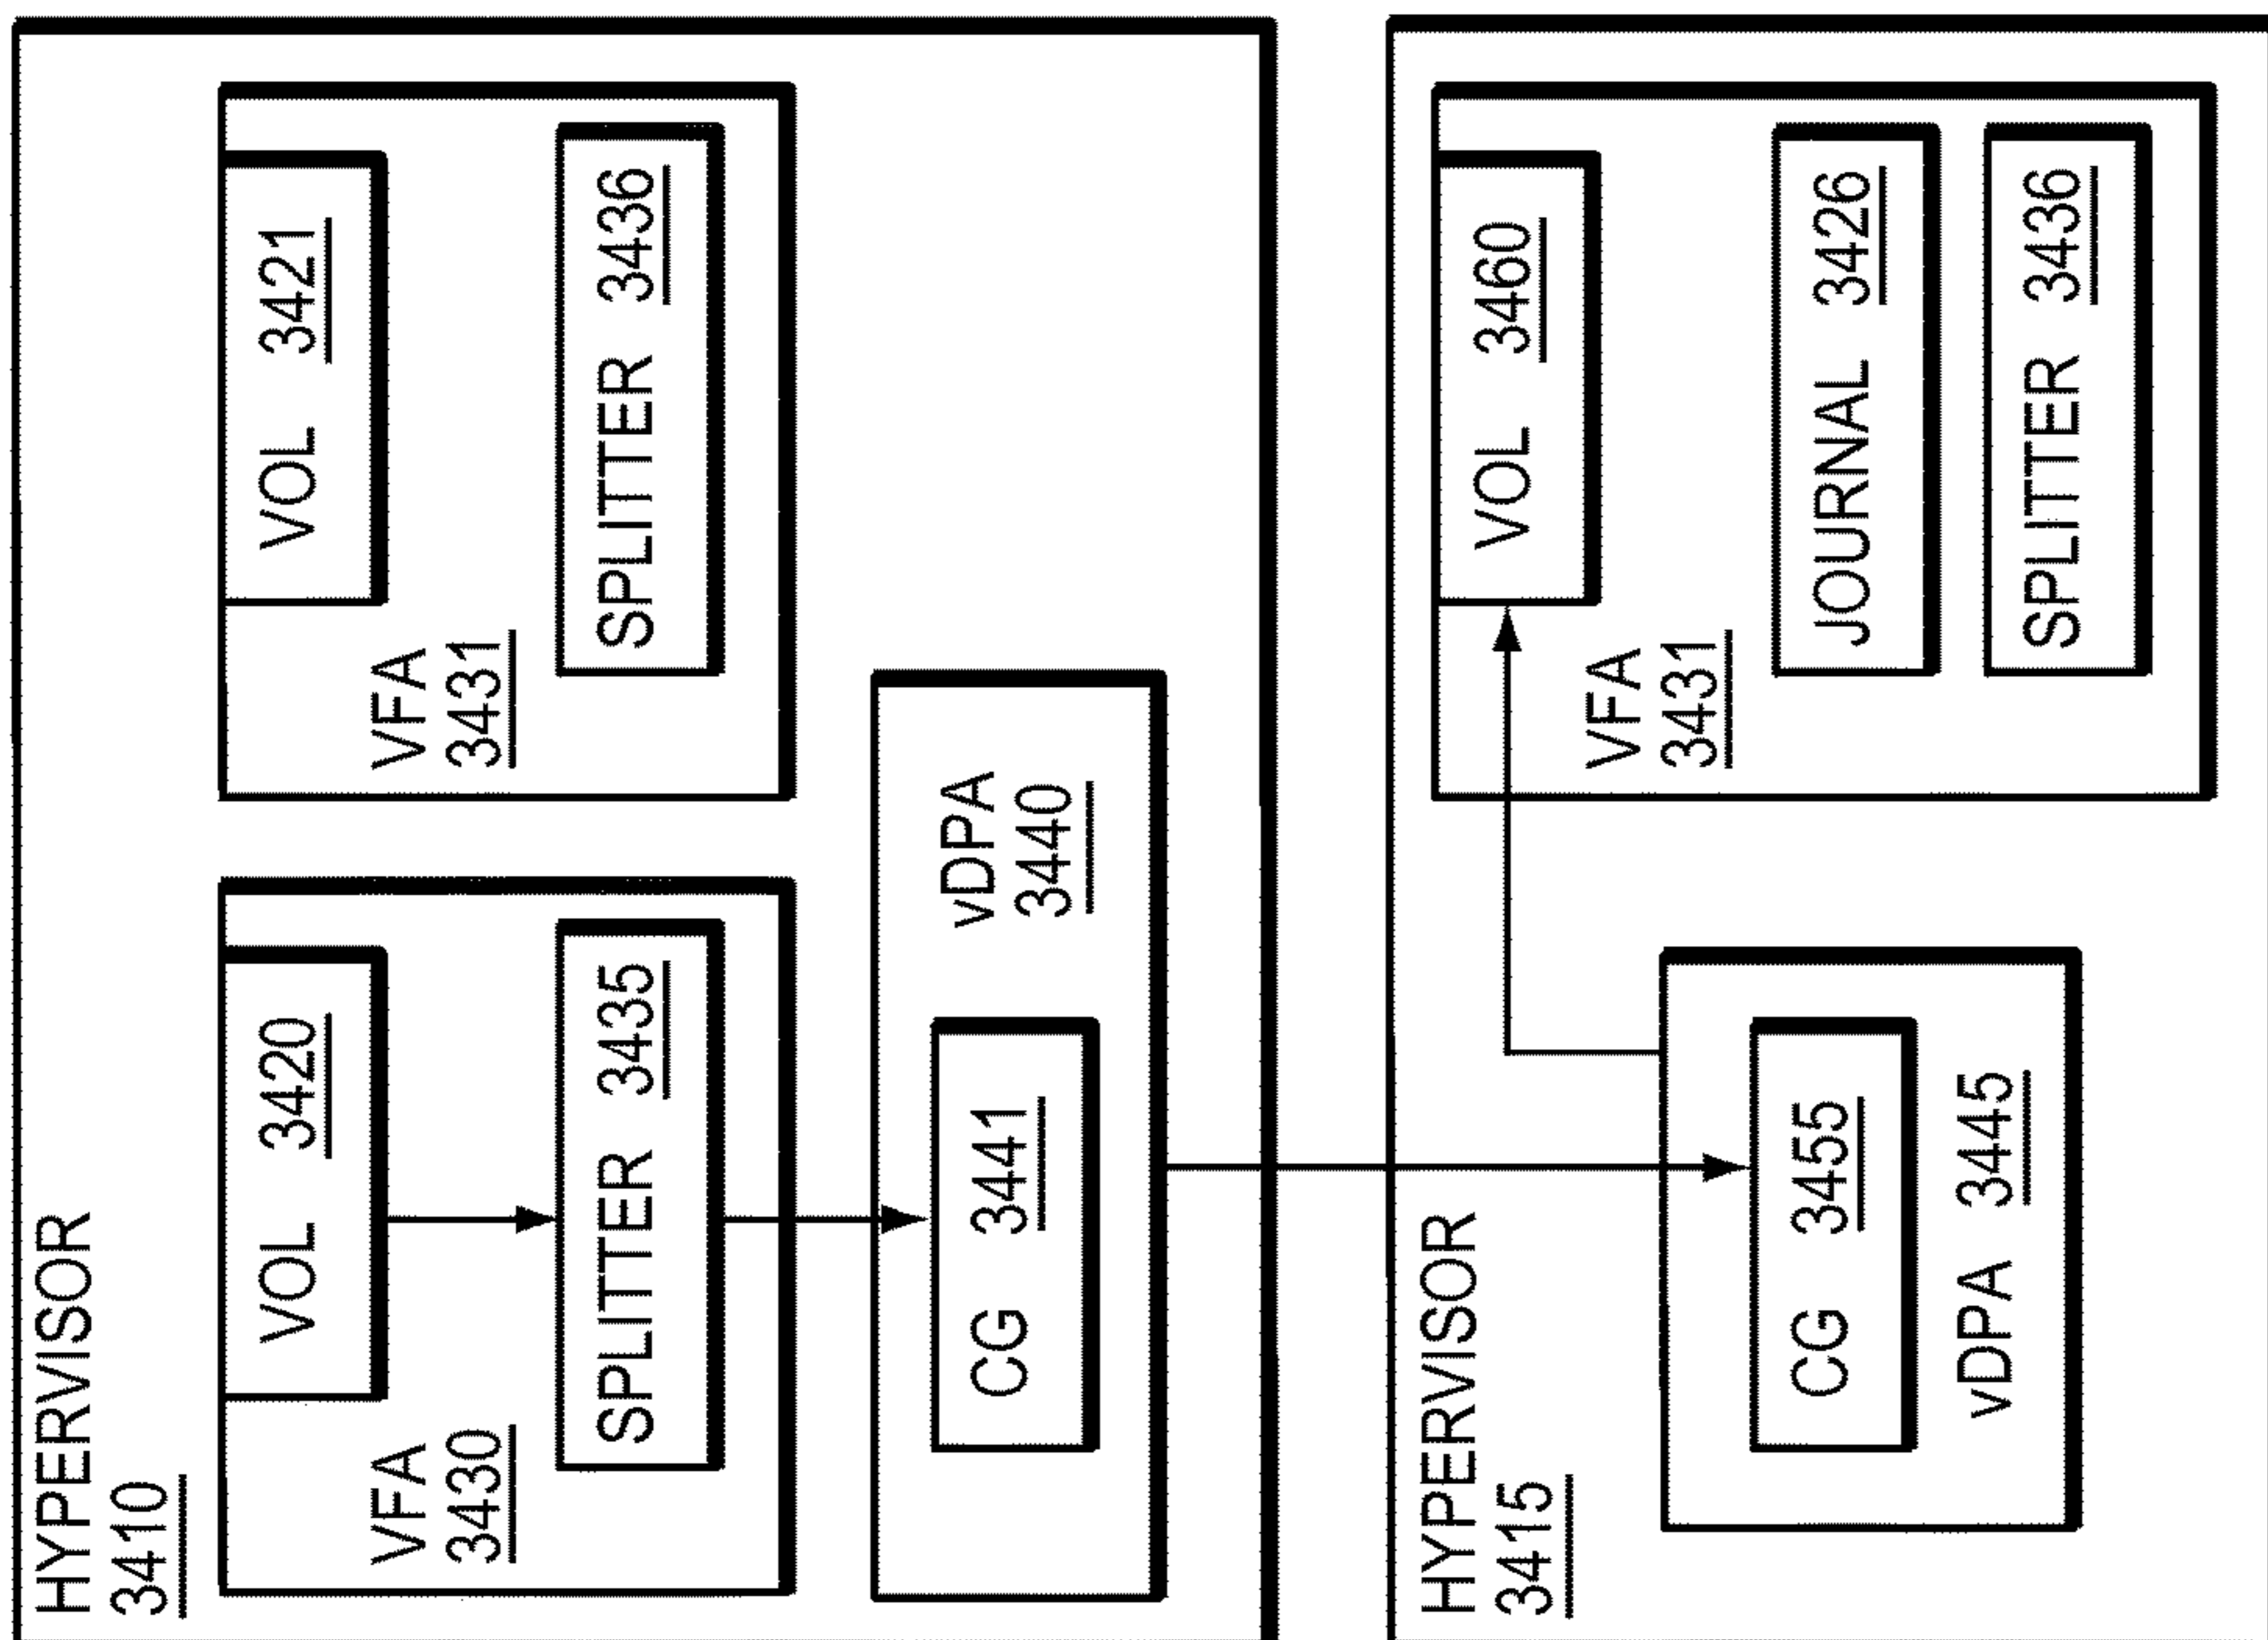 HYPERVISOR
3410
VOL 3420
VFA
3430
SPLITTER 3435
VOL 3421
VFA
3431
SPLITTER 3436
CG 3441
vDPA
3440
HYPERVISOR
3415
CG 3455
vDPA 3445
VOL 3460
VFA
3431
JOURNAL 3426
SPLITTER 3436